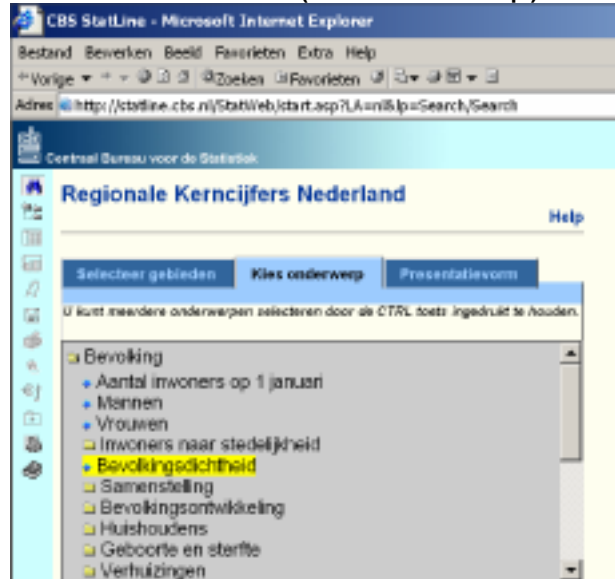 CBS StatLine - Microsoft Internet Explorer
Bestand Bewerken Beeld Favorieten Extra Help
Vorige Zoeken Favorieten
Adres http://statline.cbs.nl/StatWeb/start.asp?LA=nl&lp=Search/Search
Centraal Bureau voor de Statistiek
Regionale Kerncijfers Nederland
Help
Selecteer gebieden Kies onderwerp Presentatievorm
U kunt meerdere onderwerpen selecteren door de CTRL toets ingedrukt te houden.
Bevolking
Aantal inwoners op 1 januari
Mannen
Vrouwen
Inwoners naar stedelijkheid
Bevolkingsdichtheid
Samenstelling
Bevolkingsontwikkeling
Huishoudens
Geboorte en sterfte
Verhuizingen